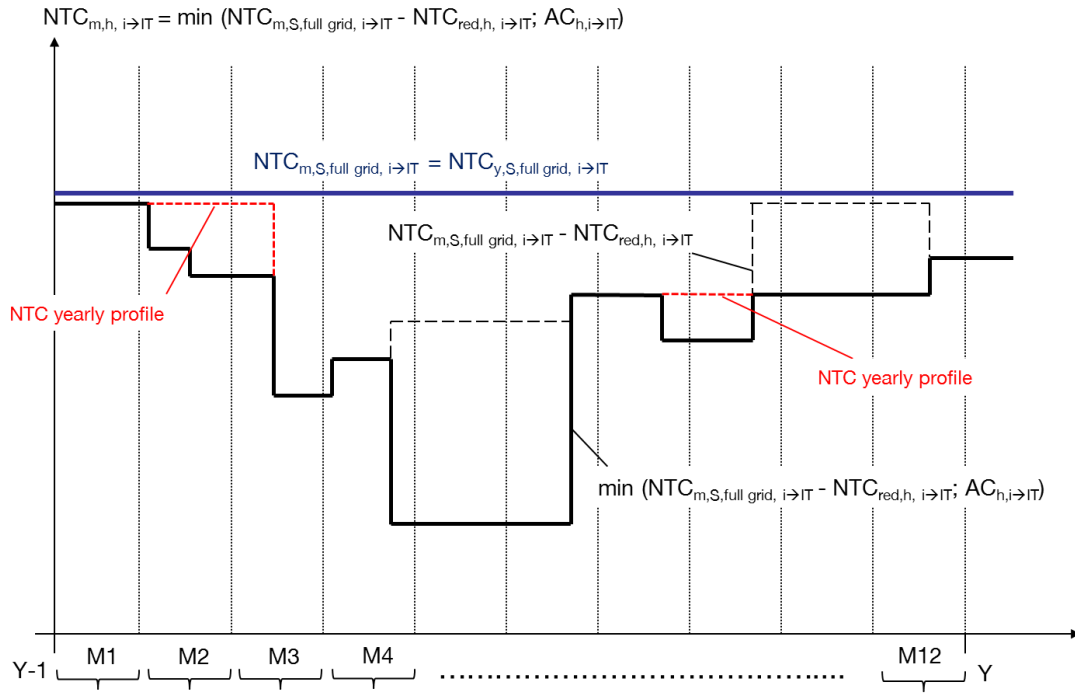 NTCm,h, i→IT = min (NTCm,S,full grid, i→IT - NTCred,h, i→IT; ACh,i→IT)
NTCm,S,full grid, i→IT = NTCy,S,full grid, i→IT
NTCm,S,full grid, i→IT - NTCred,h, i→IT
NTC yearly profile
NTC yearly profile
min (NTCm,S,full grid, i→IT - NTCred,h, i→IT; ACh,i→IT)
Y-1 M1 M2 M3 M4 M12 Y